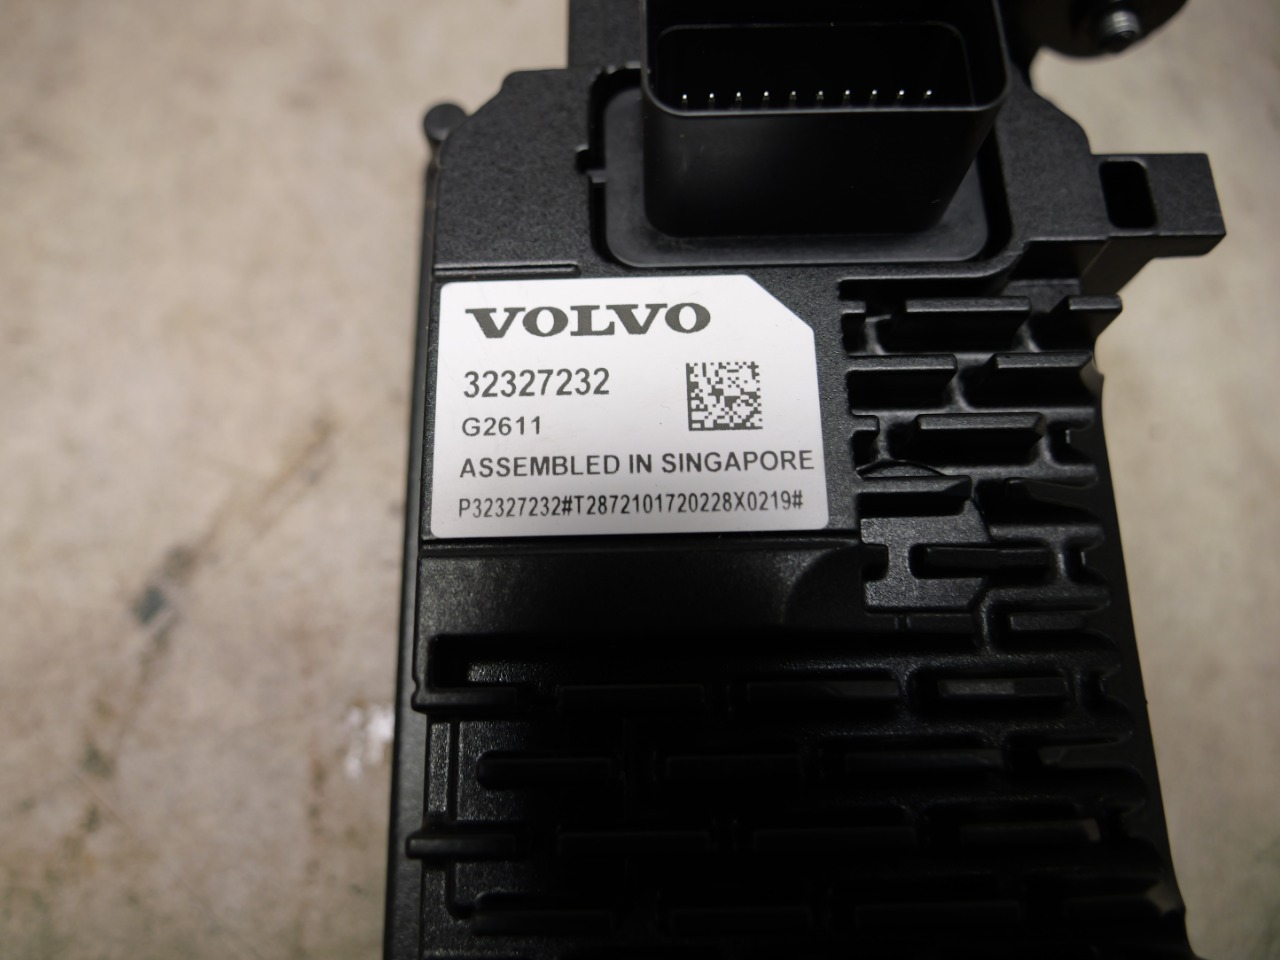 VOLVO
32327232
G2611
ASSEMBLED IN SINGAPORE
P32327232#T2872101720228X0219#